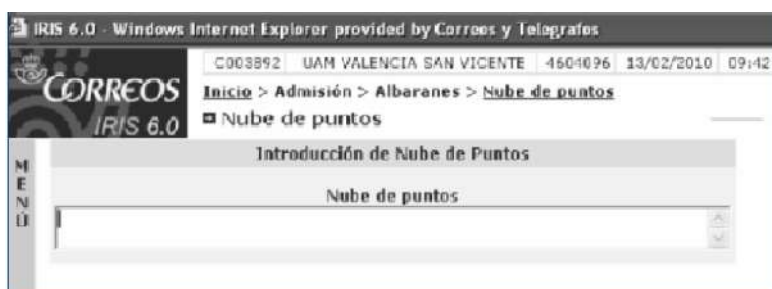 IRIS 6.0 - Windows Internet Explorer provided by Correos y Telegrafos
C003892 UAM VALENCIA SAN VICENTE 4604096 13/02/2010 09:42
CORREOS
IRIS 6.0
Inicio > Admisión > Albaranes > Nube de puntos
Nube de puntos
MENÚ
Introducción de Nube de Puntos
Nube de puntos